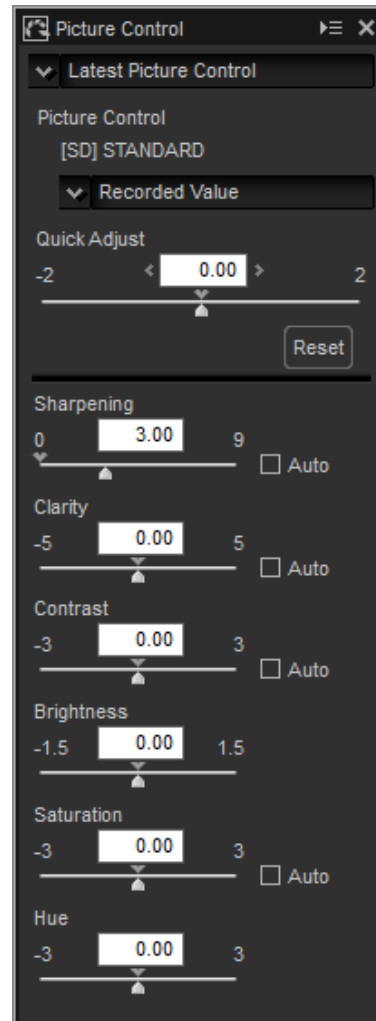 Picture Control
Latest Picture Control
Picture Control
[SD] STANDARD
Recorded Value
Quick Adjust
-2 0.00 2
Reset
Sharpening
0 3.00 9
Auto
Clarity
-5 0.00 5
Auto
Contrast
-3 0.00 3
Auto
Brightness
-1.5 0.00 1.5
Saturation
-3 0.00 3
Auto
Hue
-3 0.00 3